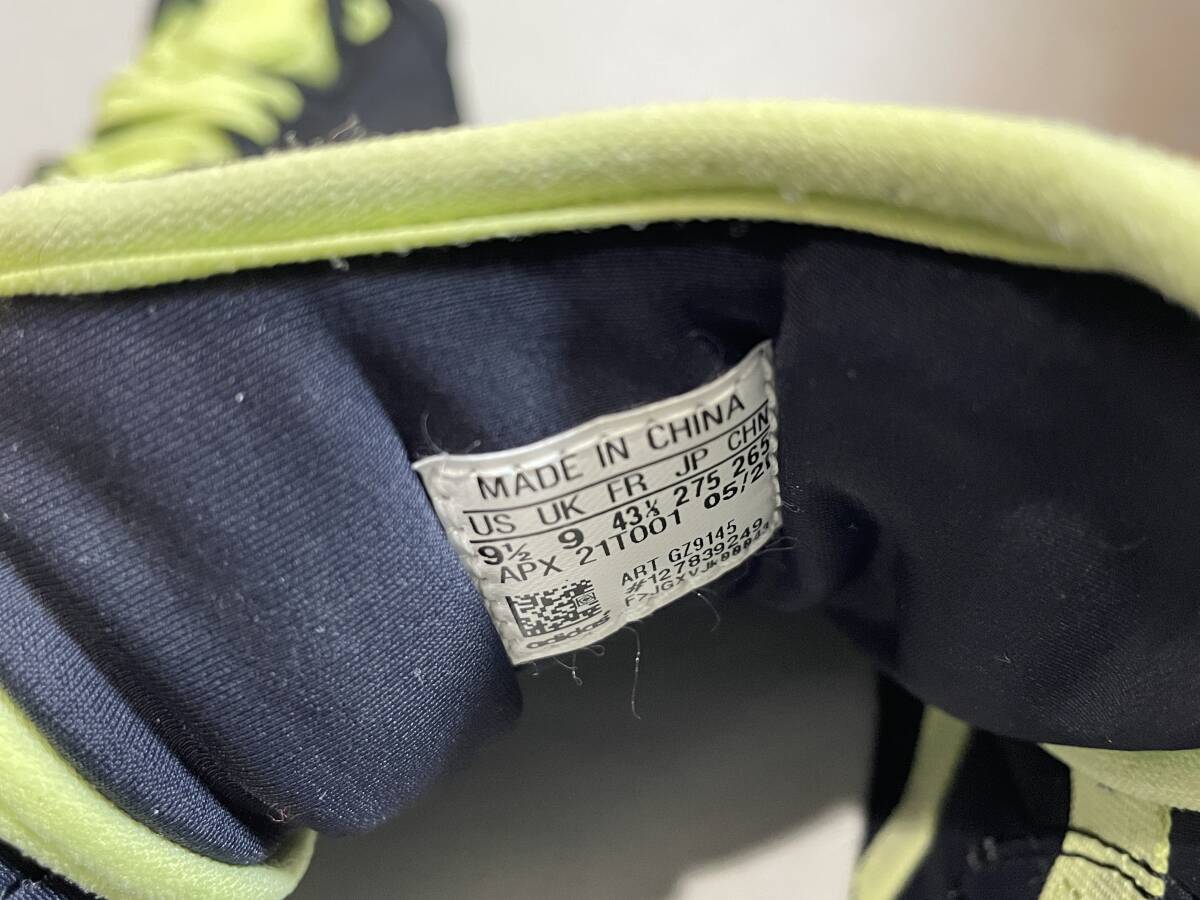 MADE IN CHINA
US UK FR JP CHN
9½ 9 43⅓ 275 265
APX 21T001 05/2
ART GZ9145
#127839249
adidas